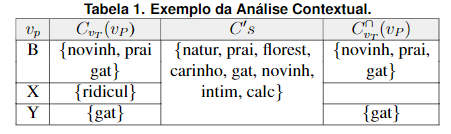 Tabela 1. Exemplo da Análise Contextual.
v_p C_{v_T}(v_P) C's C^∩_{v_T}(v_P)
B {novinh, prai {natur, prai, florest, {novinh, prai,
gat} carinho, gat, novinh, gat}
X {ridicul} intim, calc}
Y {gat} {gat}